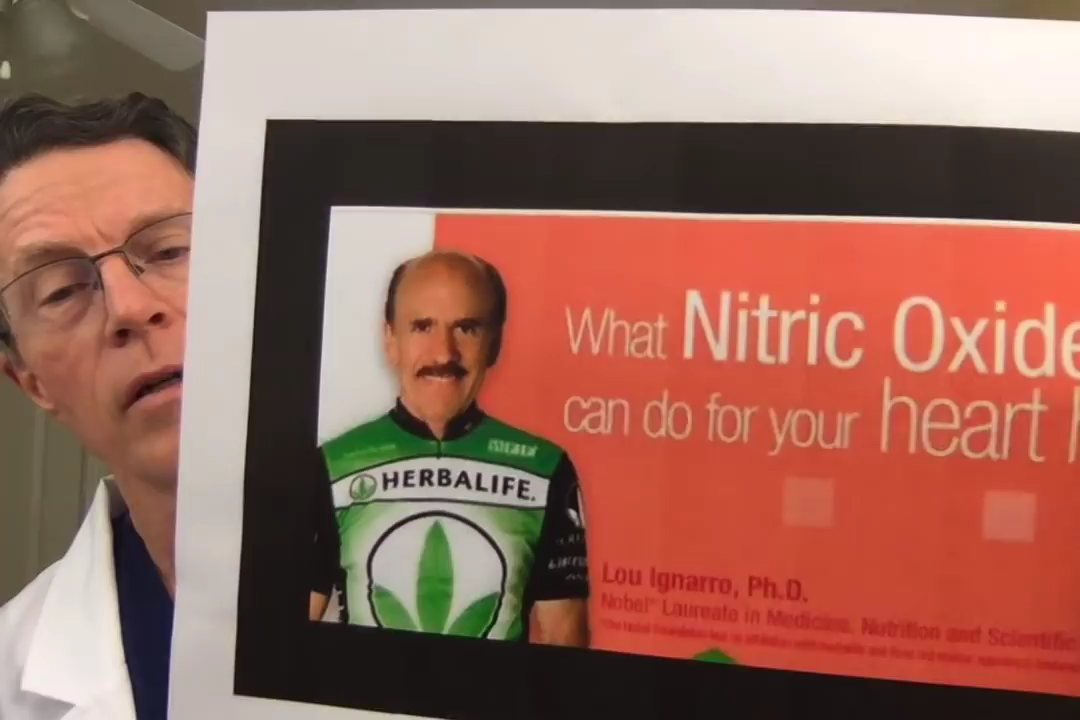 What Nitric Oxide
can do for your heart
HERBALIFE.
Lou Ignarro, Ph.D.
Nobel® Laureate in Medicine, Nutrition and Scientific